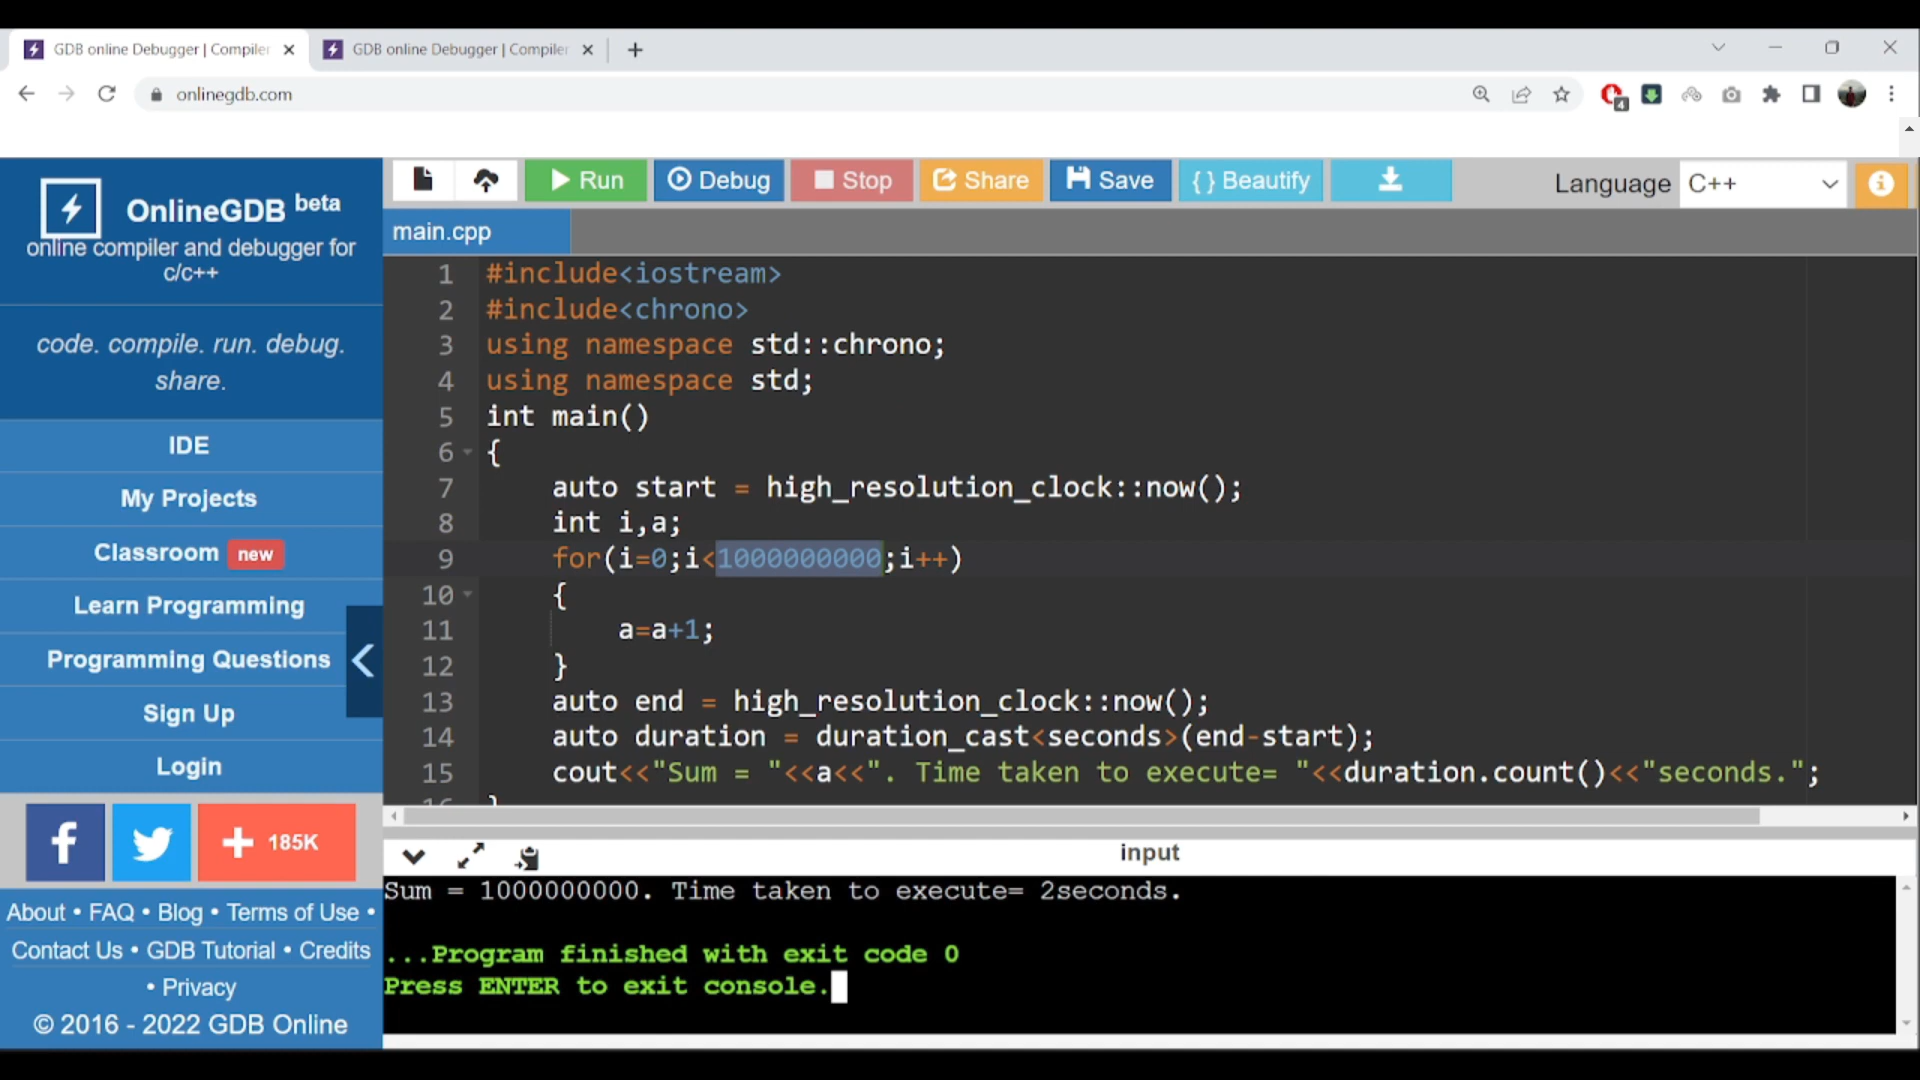 GDB online Debugger | Compiler
GDB online Debugger | Compiler
onlinegdb.com
4
OnlineGDB beta
online compiler and debugger for
c/c++
code. compile. run. debug.
share.
IDE
My Projects
Classroom new
Learn Programming
Programming Questions
Sign Up
Login
185K
About • FAQ • Blog • Terms of Use •
Contact Us • GDB Tutorial • Credits
• Privacy
© 2016 - 2022 GDB Online
Run Debug Stop Share Save {} Beautify Language C++
main.cpp
1 #include<iostream>
2 #include<chrono>
3 using namespace std::chrono;
4 using namespace std;
5 int main()
6 {
7 auto start = high_resolution_clock::now();
8 int i,a;
9 for(i=0;i<1000000000;i++)
10 {
11 a=a+1;
12 }
13 auto end = high_resolution_clock::now();
14 auto duration = duration_cast<seconds>(end-start);
15 cout<<"Sum = "<<a<<". Time taken to execute= "<<duration.count()<<"seconds.";
16 }
input
Sum = 1000000000. Time taken to execute= 2seconds.
...Program finished with exit code 0
Press ENTER to exit console.